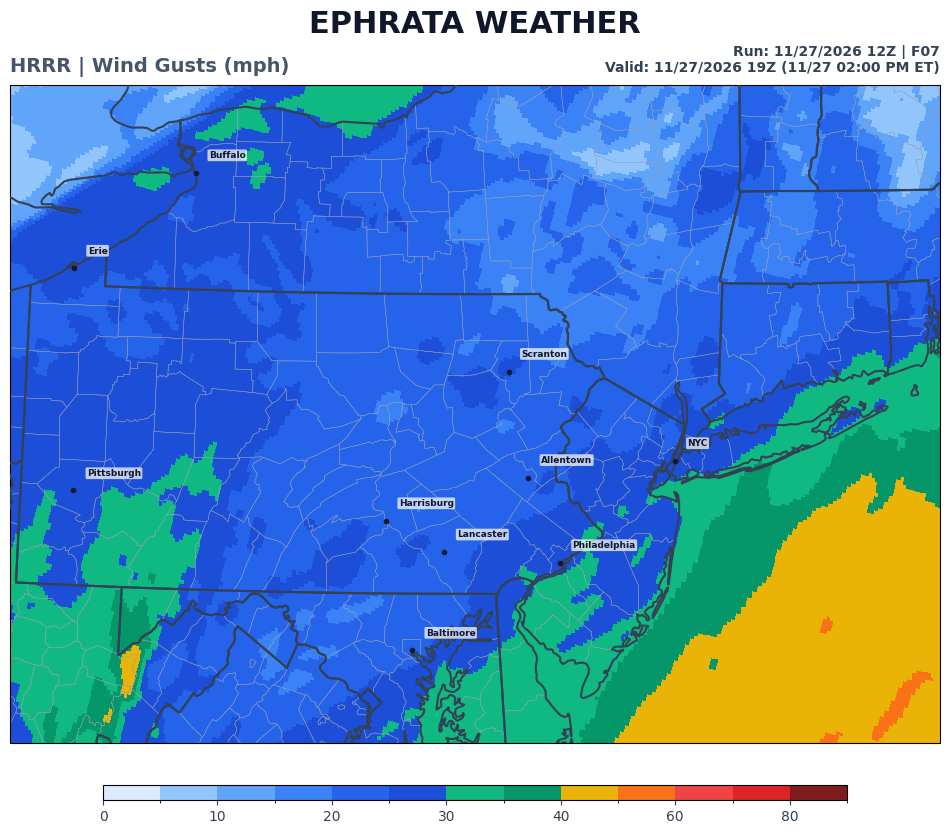 EPHRATA WEATHER
HRRR | Wind Gusts (mph)
Run: 11/27/2026 12Z | F07
Valid: 11/27/2026 19Z (11/27 02:00 PM ET)
Buffalo
Erie
Scranton
NYC
Allentown
Pittsburgh
Harrisburg
Lancaster
Philadelphia
Baltimore
0 10 20 30 40 50 60 70 80